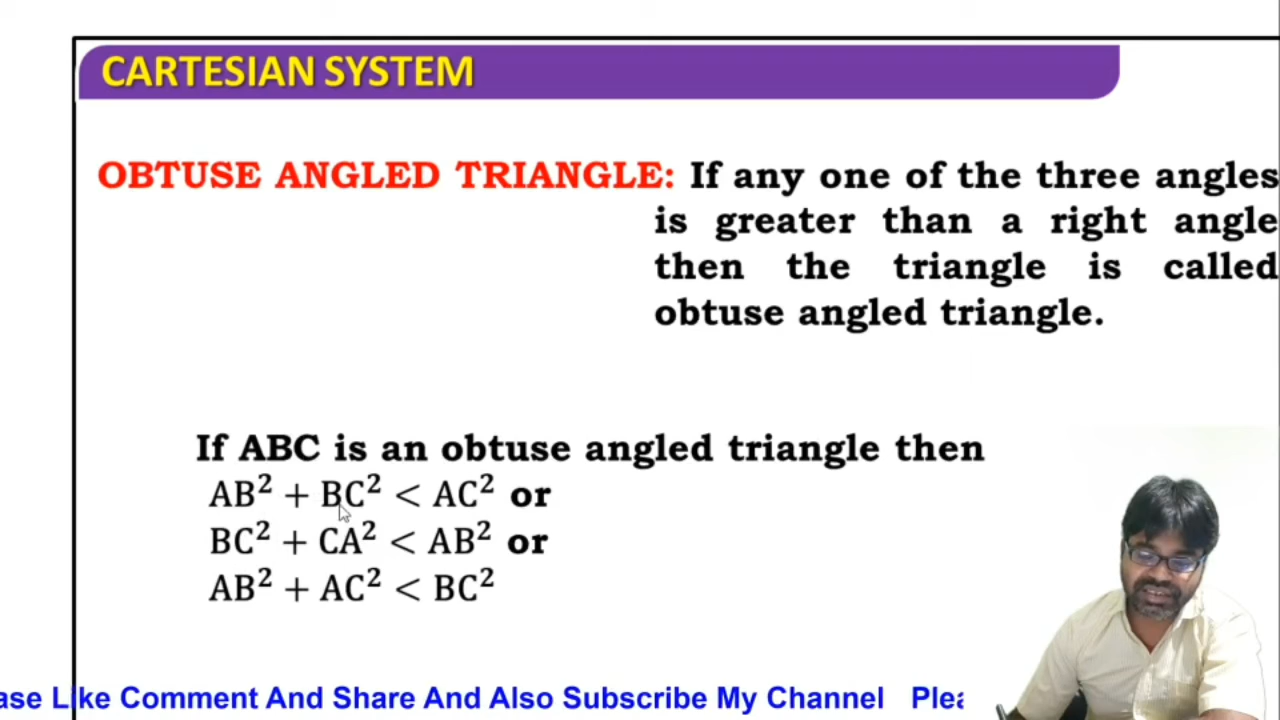 CARTESIAN SYSTEM
OBTUSE ANGLED TRIANGLE: If any one of the three angles
is greater than a right angle
then the triangle is called
obtuse angled triangle.
If ABC is an obtuse angled triangle then
AB² + BC² < AC² or
BC² + CA² < AB² or
AB² + AC² < BC²
ase Like Comment And Share And Also Subscribe My Channel Plea